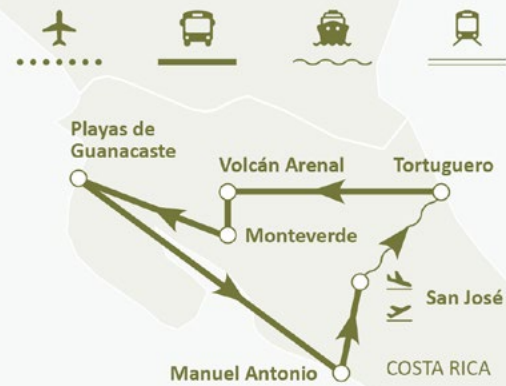 Playas de
Guanacaste
Volcán Arenal
Tortuguero
Monteverde
San José
Manuel Antonio
COSTA RICA